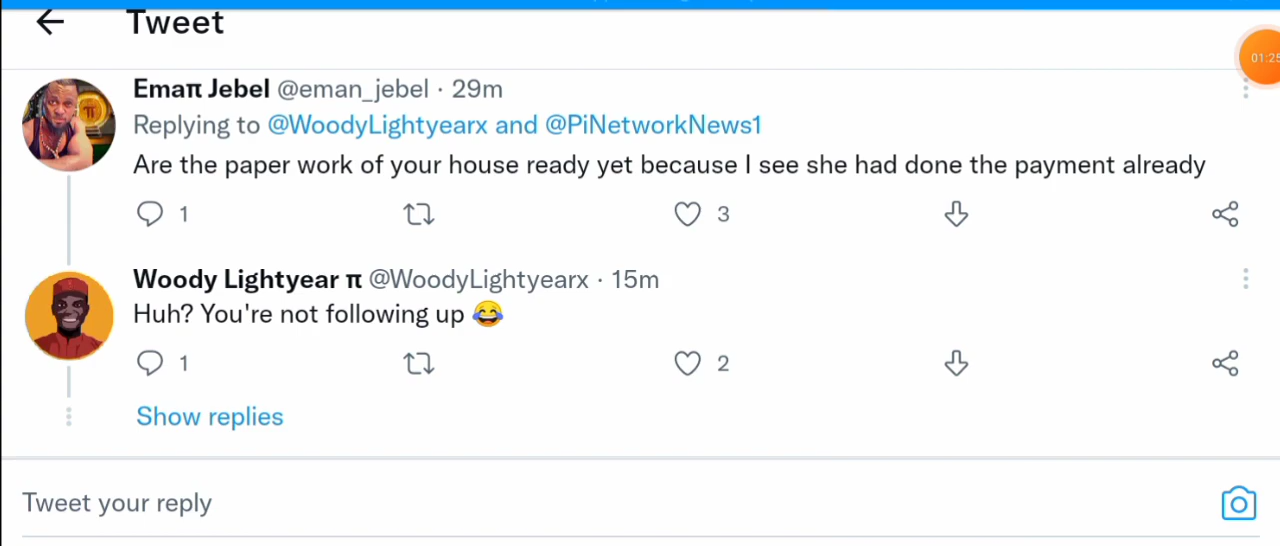 Tweet
01:25
Emaπ Jebel @eman_jebel · 29m
Replying to @WoodyLightyearx and @PiNetworkNews1
Are the paper work of your house ready yet because I see she had done the payment already
1
3
Woody Lightyear π @WoodyLightyearx · 15m
Huh? You're not following up 😂
1
2
Show replies
Tweet your reply